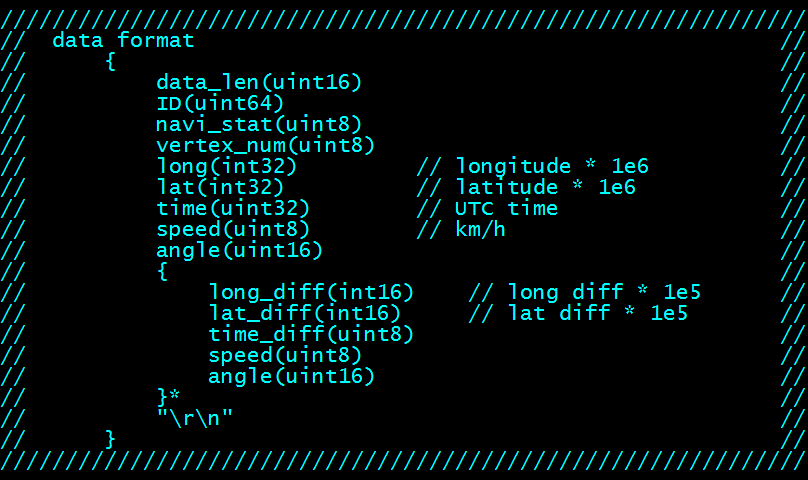 //////////////////////////////////////////////////////////////
//  data format                                             //
//      {                                                   //
//          data_len(uint16)                                //
//          ID(uint64)                                      //
//          navi_stat(uint8)                                //
//          vertex_num(uint8)                               //
//          long(int32)         // longitude * 1e6          //
//          lat(int32)          // latitude * 1e6           //
//          time(uint32)        // UTC time                 //
//          speed(uint8)        // km/h                     //
//          angle(uint16)                                   //
//          {                                               //
//              long_diff(int16)    // long diff * 1e5      //
//              lat_diff(int16)     // lat diff * 1e5       //
//              time_diff(uint8)                            //
//              speed(uint8)                                //
//              angle(uint16)                               //
//          }*                                              //
//          "\r\n"                                          //
//      }                                                   //
//////////////////////////////////////////////////////////////